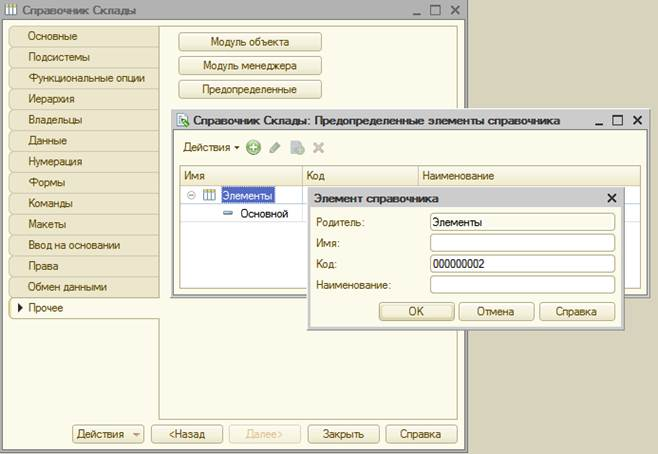 Справочник Склады
Основные
Подсистемы
Функциональные опции
Иерархия
Владельцы
Данные
Нумерация
Формы
Команды
Макеты
Ввод на основании
Права
Обмен данными
Прочее
Модуль объекта
Модуль менеджера
Предопределенные
Справочник Склады: Предопределенные элементы справочника
Действия
Имя Код Наименование
Элементы
Основной
Элемент справочника
Родитель: Элементы
Имя:
Код: 000000002
Наименование:
OK Отмена Справка
Действия <Назад Далее> Закрыть Справка